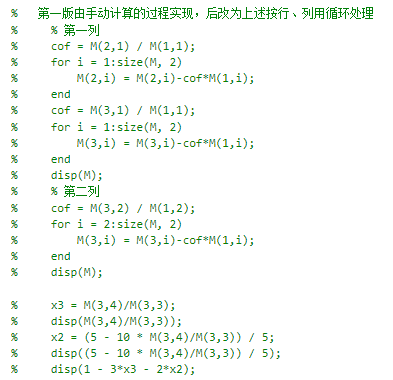 %   第一版由手动计算的过程实现，后改为上述按行、列用循环处理
%     % 第一列
%     cof = M(2,1) / M(1,1);
%     for i = 1:size(M, 2)
%         M(2,i) = M(2,i)-cof*M(1,i);
%     end
%     cof = M(3,1) / M(1,1);
%     for i = 1:size(M, 2)
%         M(3,i) = M(3,i)-cof*M(1,i);
%     end
%     disp(M);
%     % 第二列
%     cof = M(3,2) / M(1,2);
%     for i = 2:size(M, 2)
%         M(3,i) = M(3,i)-cof*M(1,i);
%     end
%     disp(M);
%     x3 = M(3,4)/M(3,3);
%     disp(M(3,4)/M(3,3));
%     x2 = (5 - 10 * M(3,4)/M(3,3)) / 5;
%     disp((5 - 10 * M(3,4)/M(3,3)) / 5);
%     disp(1 - 3*x3 - 2*x2);